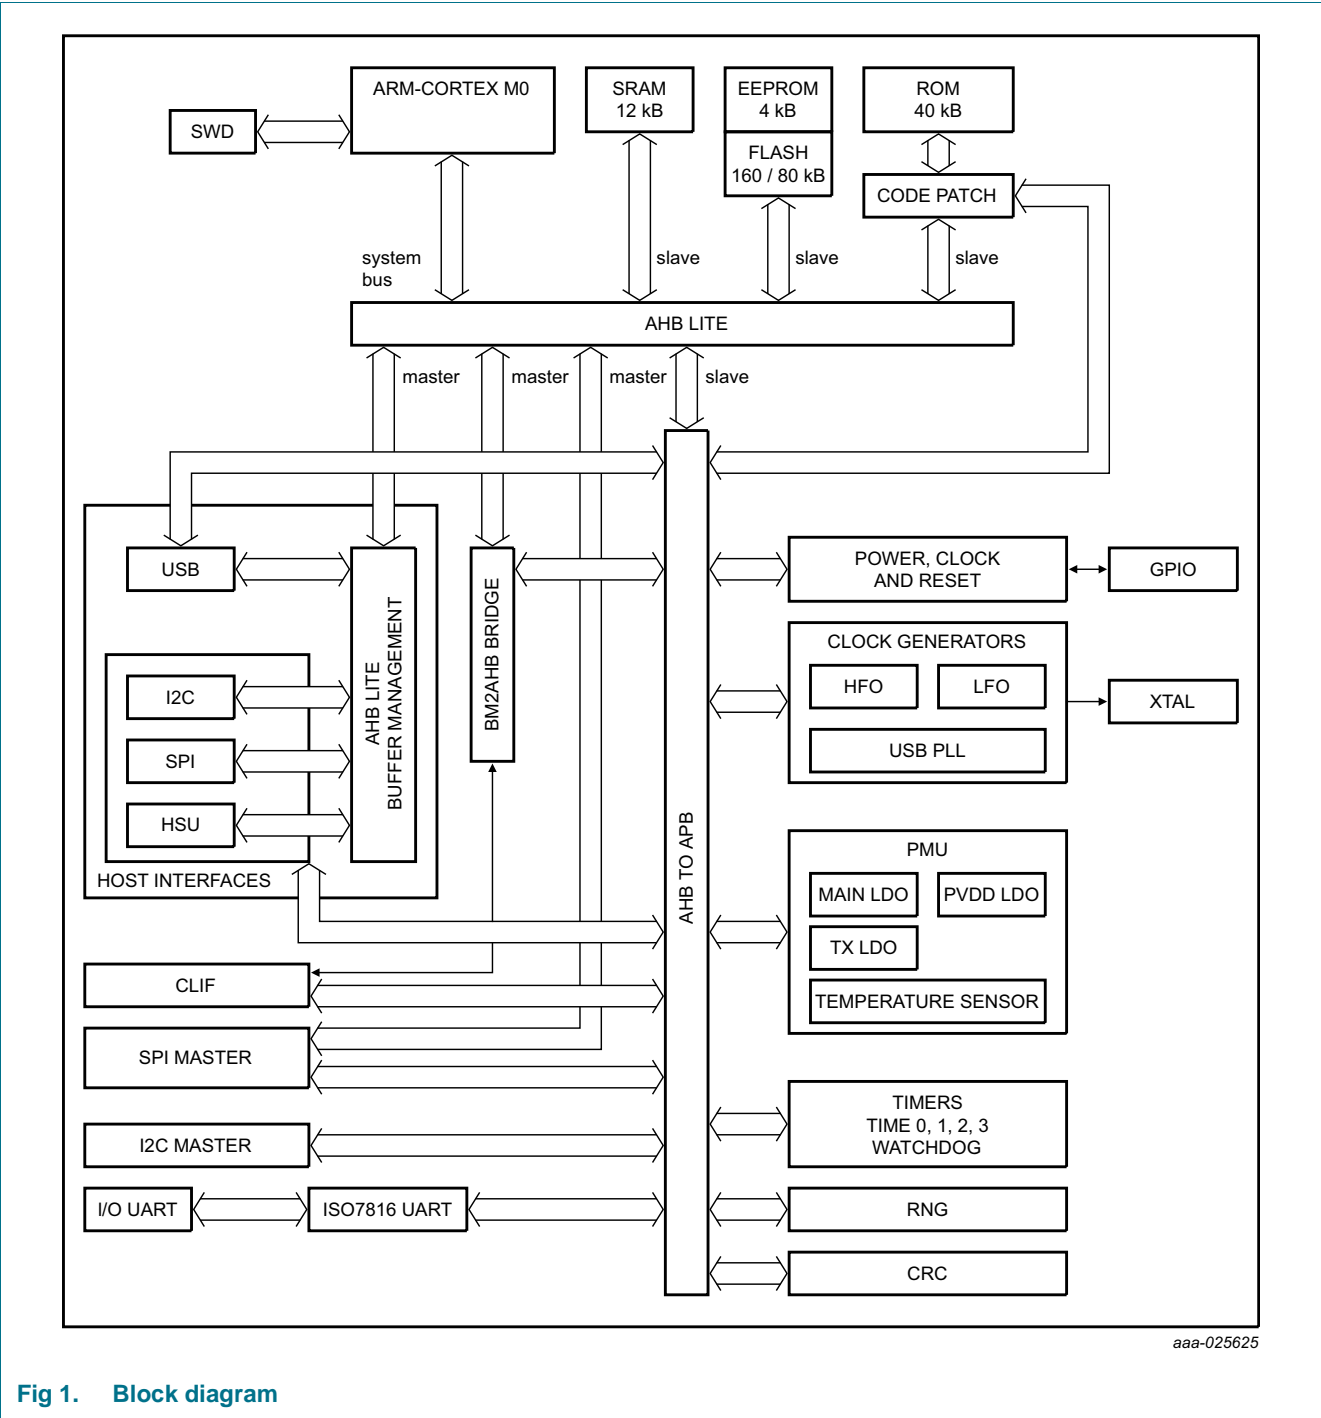 ARM-CORTEX M0
SWD
SRAM
12 kB
EEPROM
4 kB
FLASH
160 / 80 kB
ROM
40 kB
CODE PATCH
system
bus
slave
slave
slave
AHB LITE
master
master
master
slave
USB
I2C
SPI
HSU
AHB LITE
BUFFER MANAGEMENT
HOST INTERFACES
BM2AHB BRIDGE
AHB TO APB
POWER, CLOCK
AND RESET
GPIO
CLOCK GENERATORS
HFO
LFO
USB PLL
XTAL
PMU
MAIN LDO
PVDD LDO
TX LDO
TEMPERATURE SENSOR
CLIF
SPI MASTER
I2C MASTER
I/O UART
ISO7816 UART
TIMERS
TIME 0, 1, 2, 3
WATCHDOG
RNG
CRC
aaa-025625
Fig 1. Block diagram